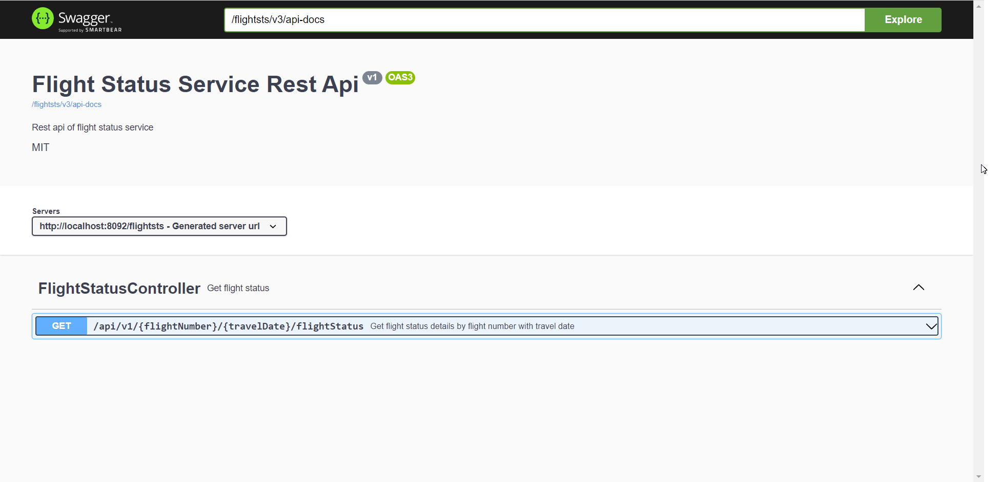 Swagger
Supported by SMARTBEAR
/flightsts/v3/api-docs
Explore
Flight Status Service Rest Api v1 OAS3
/flightsts/v3/api-docs
Rest api of flight status service
MIT
Servers
http://localhost:8092/flightsts - Generated server url
FlightStatusController Get flight status
GET /api/v1/{flightNumber}/{travelDate}/flightStatus Get flight status details by flight number with travel date